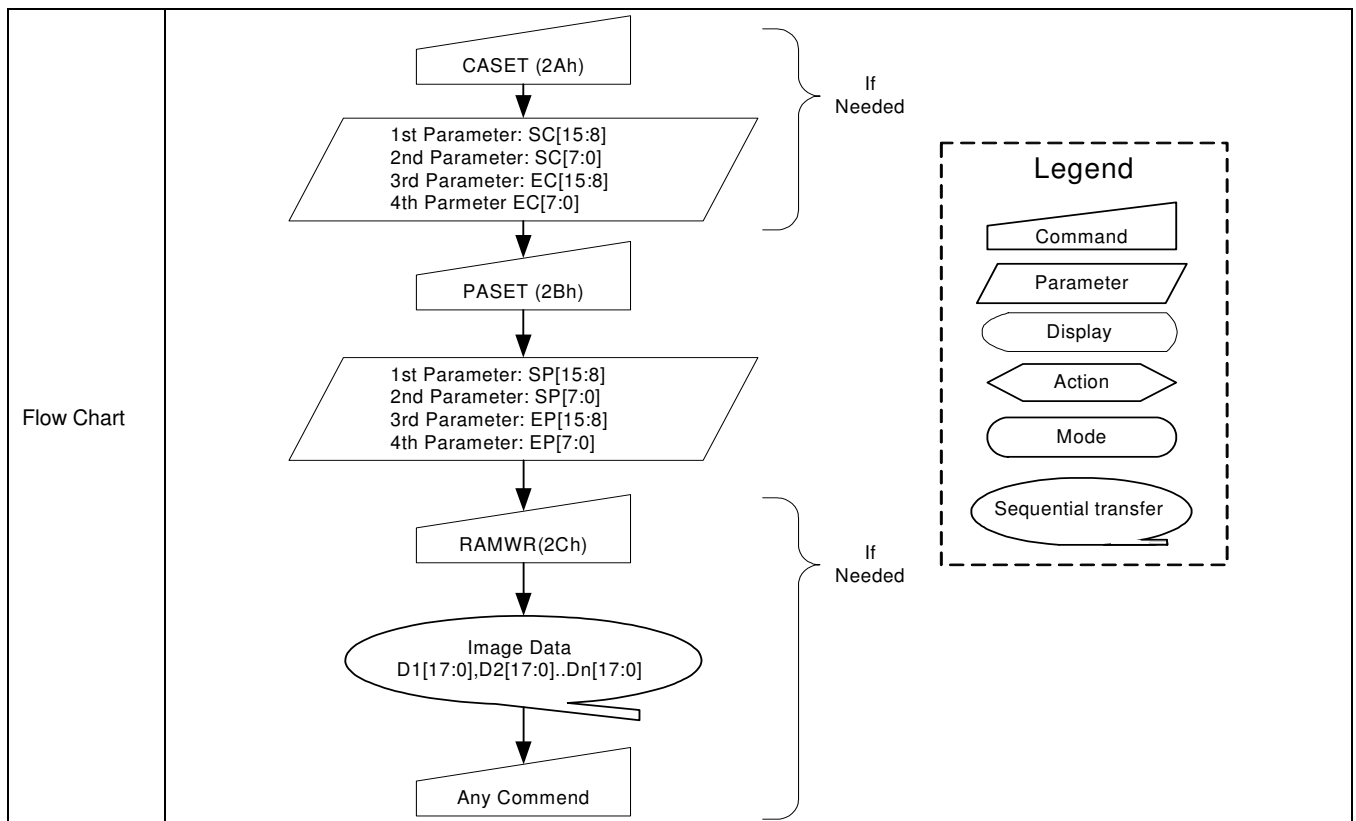 Flow Chart
CASET (2Ah)
If
Needed
1st Parameter: SC[15:8]
2nd Parameter: SC[7:0]
3rd Parameter: EC[15:8]
4th Parmeter EC[7:0]
PASET (2Bh)
1st Parameter: SP[15:8]
2nd Parameter: SP[7:0]
3rd Parameter: EP[15:8]
4th Parameter: EP[7:0]
RAMWR(2Ch)
If
Needed
Image Data
D1[17:0],D2[17:0]..Dn[17:0]
Any Commend
Legend
Command
Parameter
Display
Action
Mode
Sequential transfer